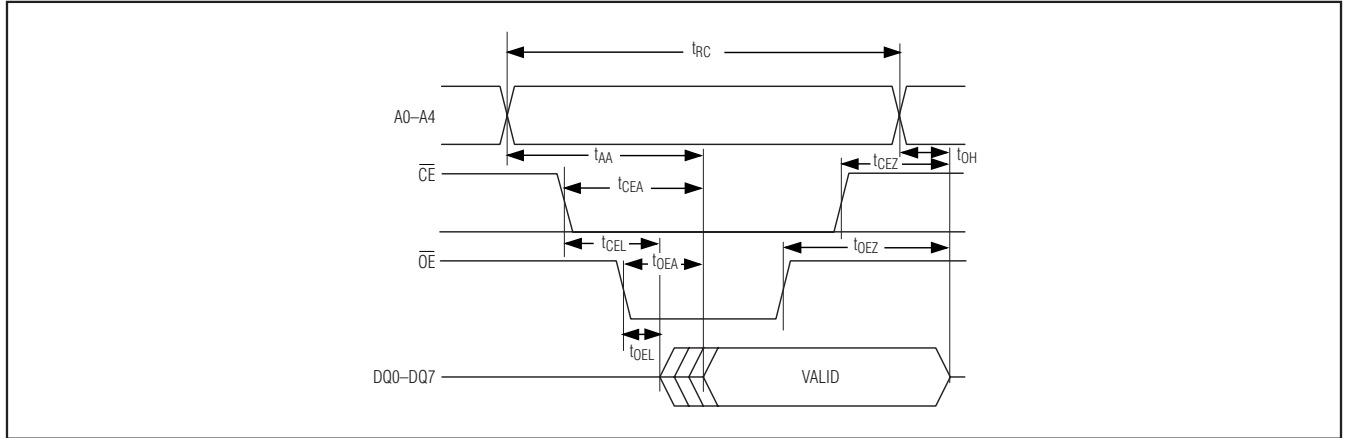 tRC
A0–A4
tAA
tCEZ
tOH
CE
tCEA
tCEL
tOEZ
OE
tOEA
tOEL
DQ0–DQ7
VALID